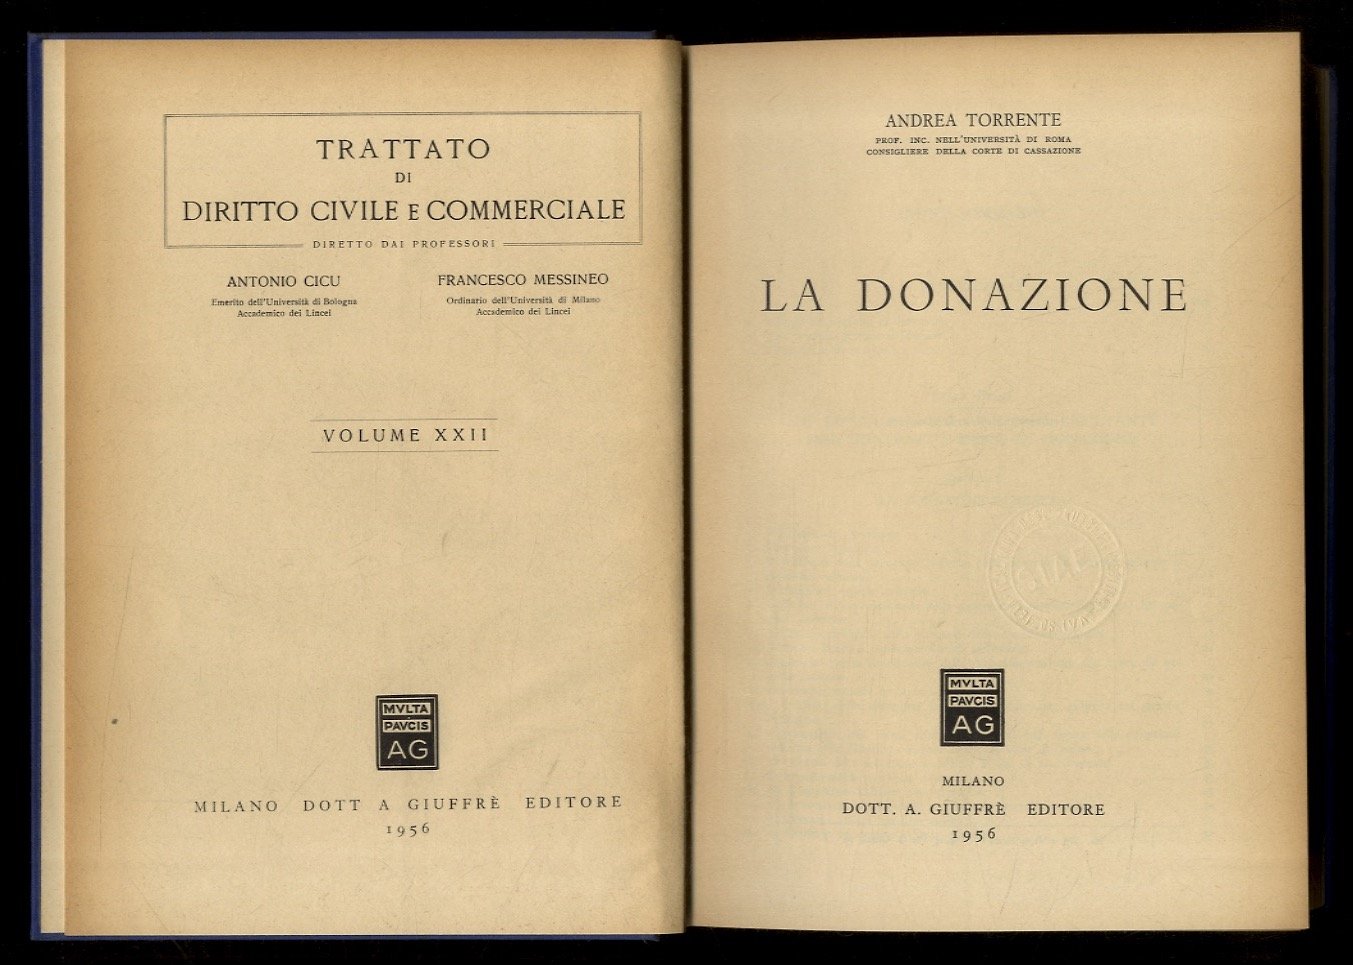 TRATTATO
DI
DIRITTO CIVILE E COMMERCIALE
DIRETTO DAI PROFESSORI
ANTONIO CICU
Emerito dell'Università di Bologna
Accademico dei Lincei
FRANCESCO MESSINEO
Ordinario dell'Università di Milano
Accademico dei Lincei
VOLUME XXII
MVLTA
PAVCIS
AG
MILANO DOTT A GIUFFRÈ EDITORE
1956
ANDREA TORRENTE
PROF. INC. NELL'UNIVERSITÀ DI ROMA
CONSIGLIERE DELLA CORTE DI CASSAZIONE
LA DONAZIONE
SIAE
MVLTA
PAVCIS
AG
MILANO
DOTT. A. GIUFFRÈ EDITORE
1956